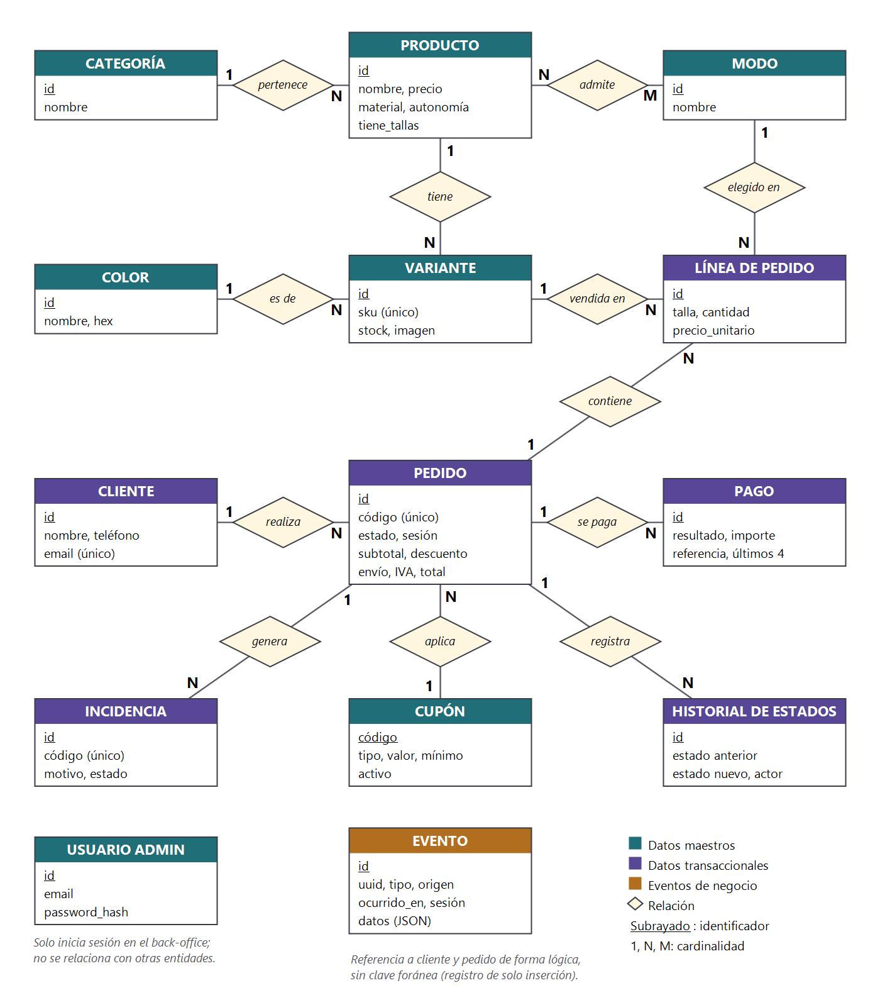 CATEGORÍA
id
nombre
1
pertenece
N
PRODUCTO
id
nombre, precio
material, autonomía
tiene_tallas
N
admite
M
MODO
id
nombre
1
tiene
N
1
elegido en
N
COLOR
id
nombre, hex
1
es de
N
VARIANTE
id
sku (único)
stock, imagen
1
vendida en
N
LÍNEA DE PEDIDO
id
talla, cantidad
precio_unitario
N
contiene
1
CLIENTE
id
nombre, teléfono
email (único)
1
realiza
N
PEDIDO
id
código (único)
estado, sesión
subtotal, descuento
envío, IVA, total
1
se paga
N
PAGO
id
resultado, importe
referencia, últimos 4
1
genera
N
N
aplica
1
1
registra
N
INCIDENCIA
id
código (único)
motivo, estado
CUPÓN
código
tipo, valor, mínimo
activo
HISTORIAL DE ESTADOS
id
estado anterior
estado nuevo, actor
USUARIO ADMIN
id
email
password_hash
Solo inicia sesión en el back-office;
no se relaciona con otras entidades.
EVENTO
id
uuid, tipo, origen
ocurrido_en, sesión
datos (JSON)
Referencia a cliente y pedido de forma lógica,
sin clave foránea (registro de solo inserción).
Datos maestros
Datos transaccionales
Eventos de negocio
Relación
Subrayado : identificador
1, N, M: cardinalidad